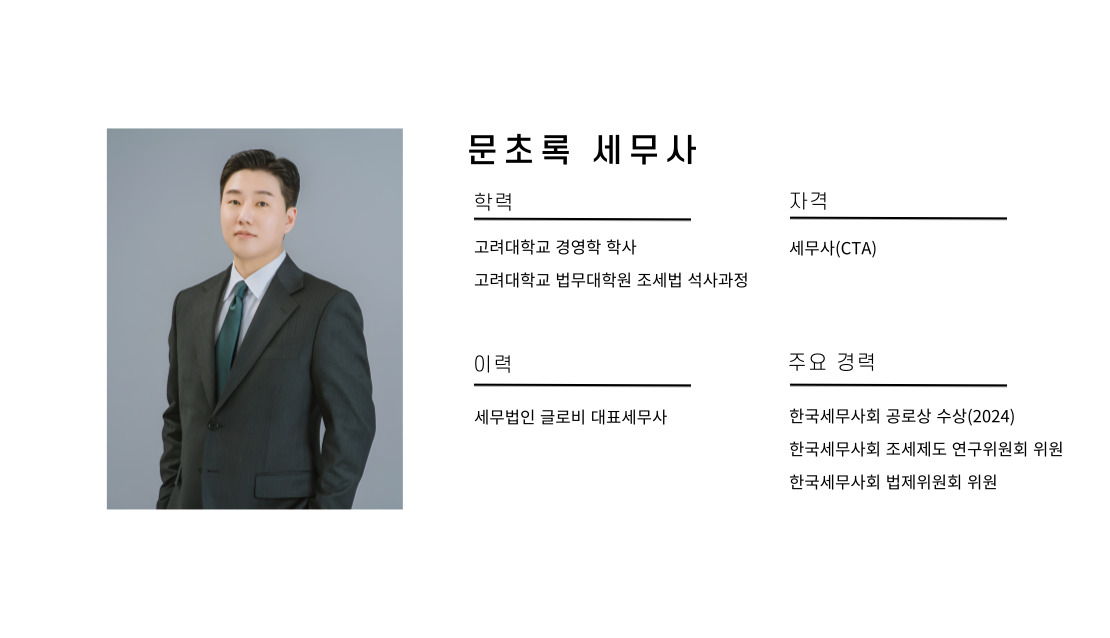 문초록 세무사
학력
고려대학교 경영학 학사
고려대학교 법무대학원 조세법 석사과정
자격
세무사(CTA)
이력
세무법인 글로비 대표세무사
주요 경력
한국세무사회 공로상 수상(2024)
한국세무사회 조세제도 연구위원회 위원
한국세무사회 법제위원회 위원